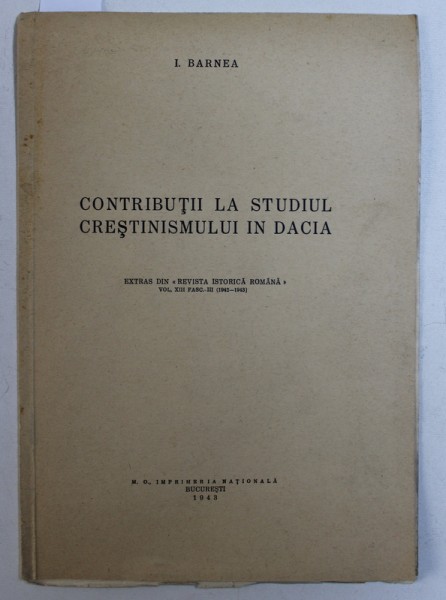 I. BARNEA
CONTRIBUŢII LA STUDIUL
CREŞTINISMULUI IN DACIA
EXTRAS DIN « REVISTA ISTORICĂ ROMÂNĂ »
VOL. XIII FASC. III (1942—1943)
M. O., IMPRIMERIA NAŢIONALĂ
BUCUREŞTI
1943